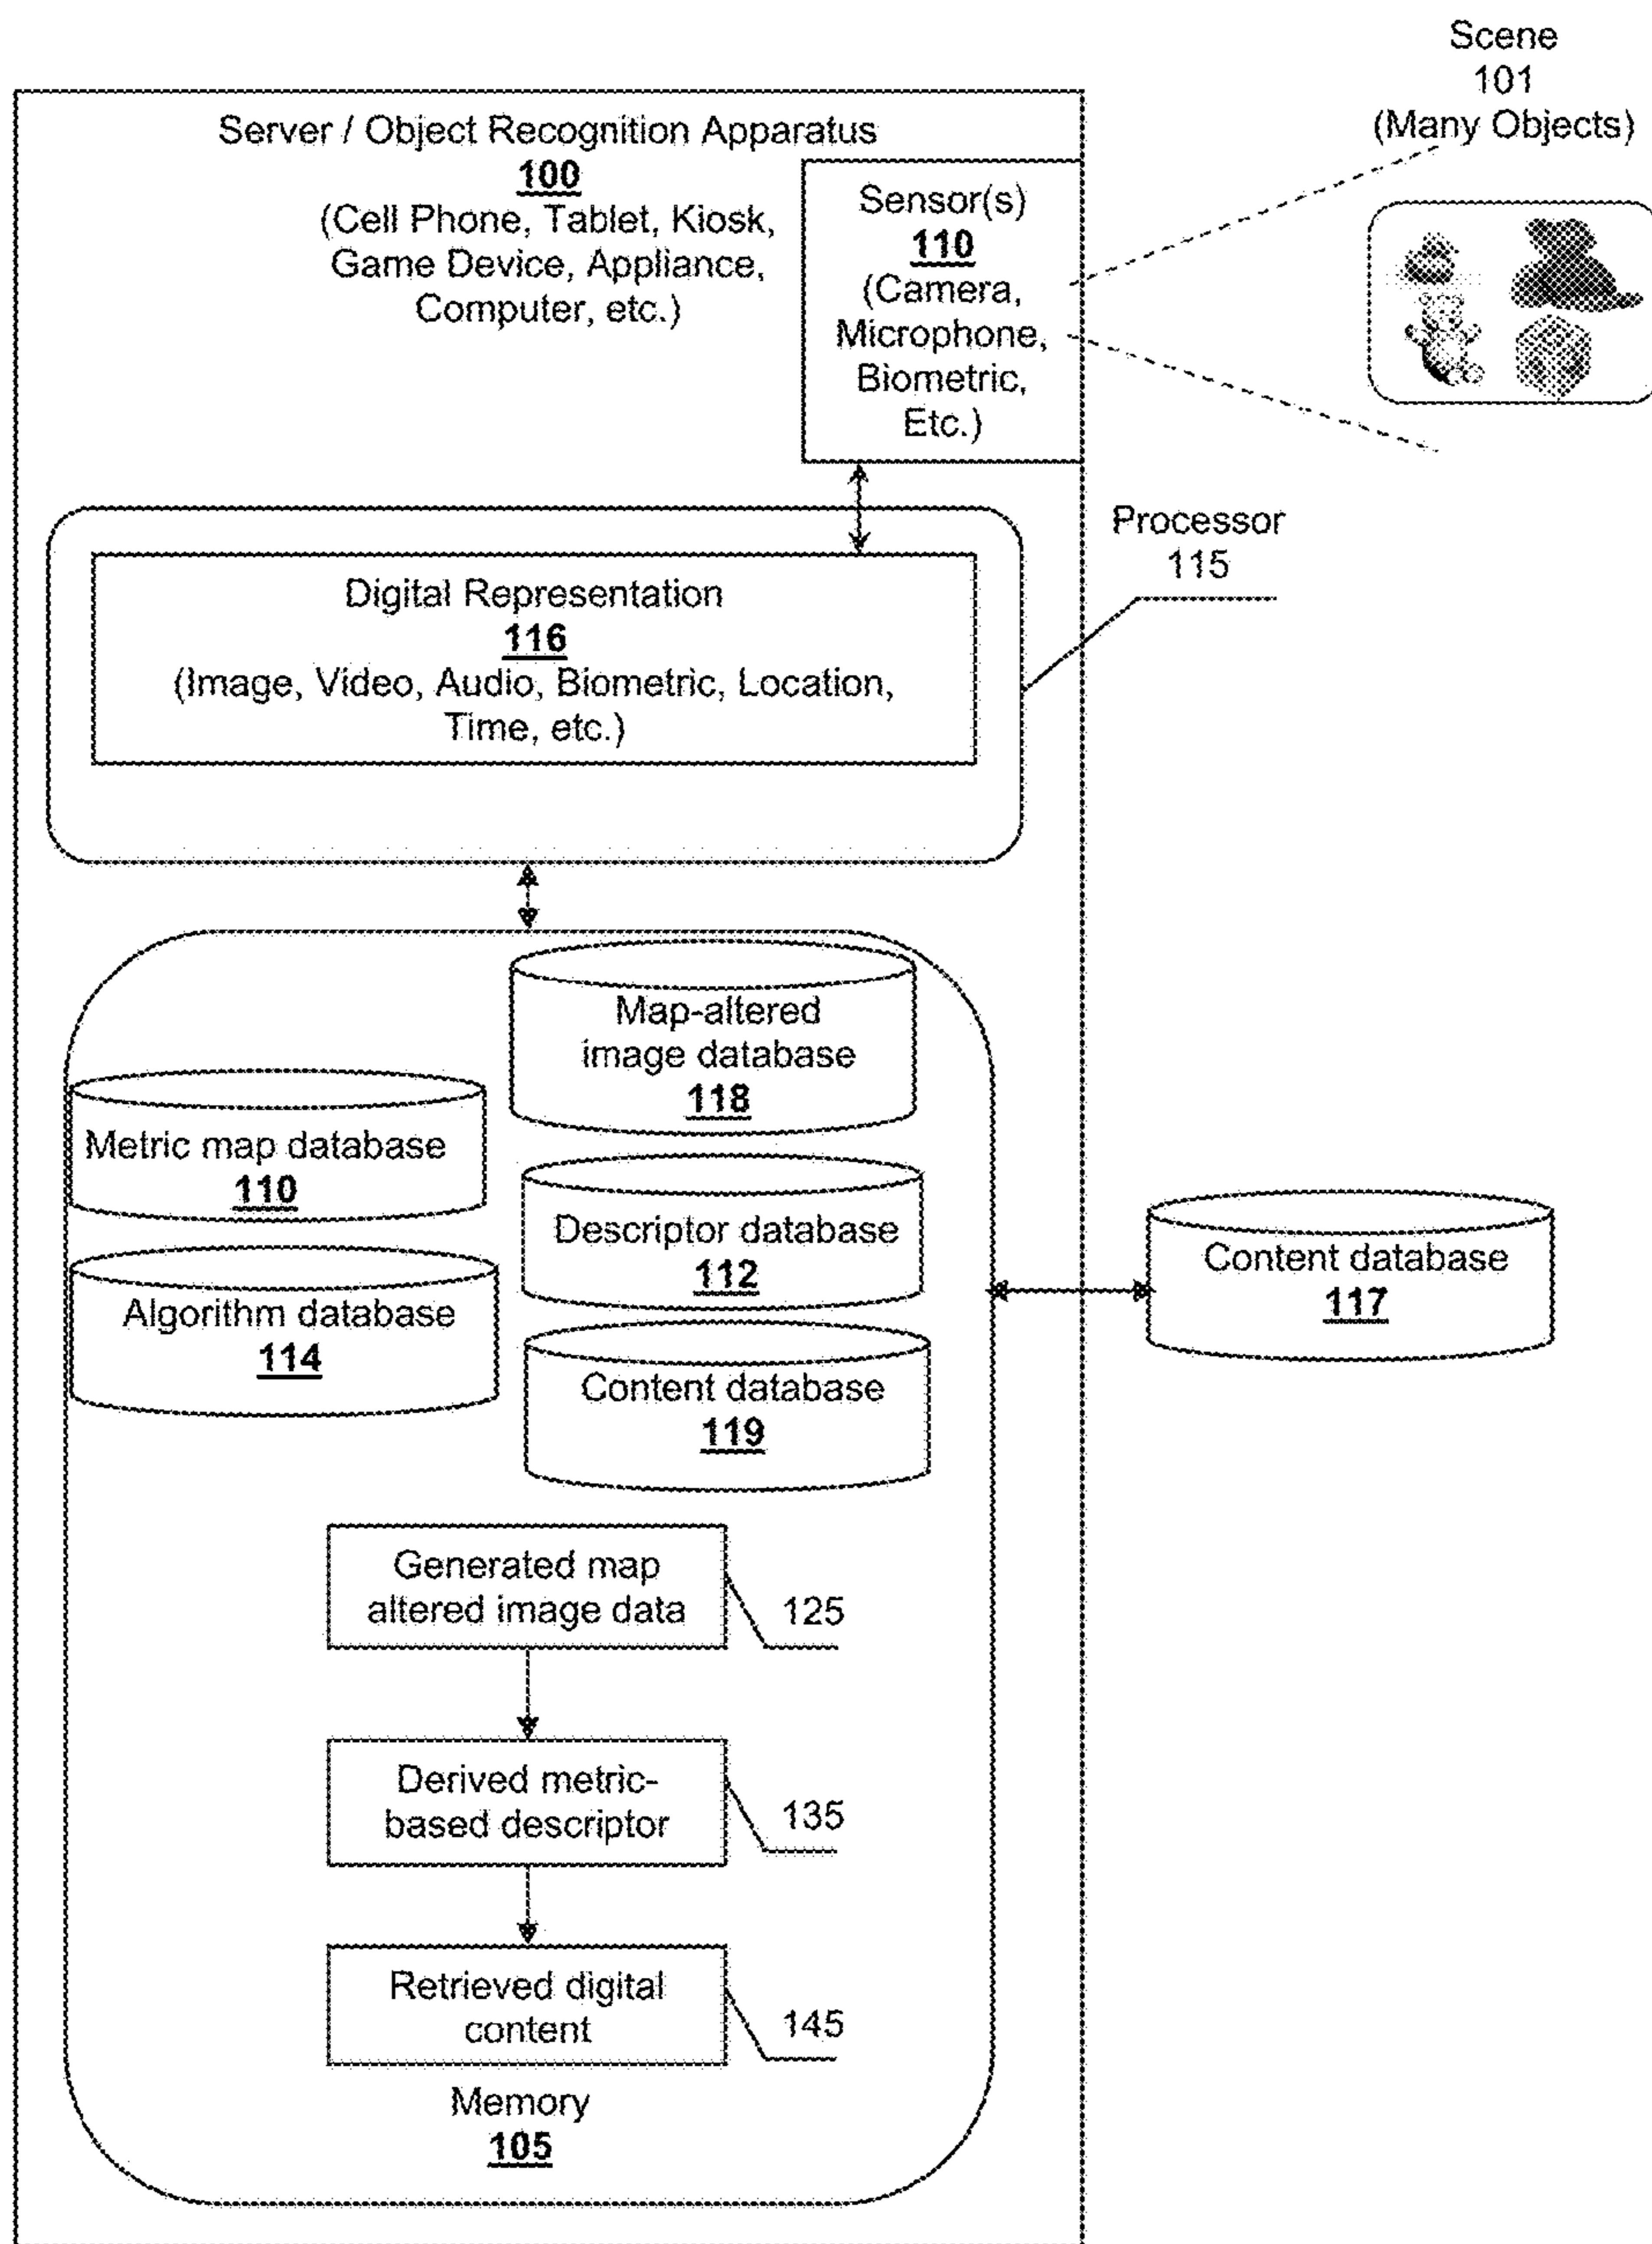 Scene
101
(Many Objects)
Server / Object Recognition Apparatus
100
(Cell Phone, Tablet, Kiosk,
Game Device, Appliance,
Computer, etc.)
Sensor(s)
110
(Camera,
Microphone,
Biometric,
Etc.)
Processor
115
Digital Representation
116
(Image, Video, Audio, Biometric, Location,
Time, etc.)
Map-altered
image database
118
Metric map database
110
Descriptor database
112
Algorithm database
114
Content database
119
Content database
117
Generated map
altered image data
125
Derived metric-
based descriptor
135
Retrieved digital
content
145
Memory
105